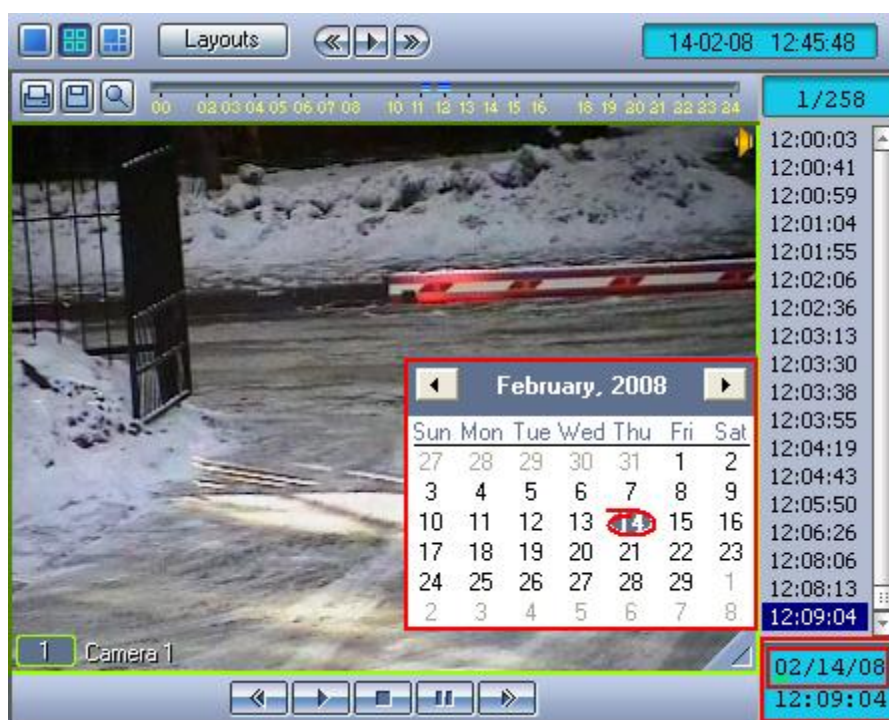 Layouts
14-02-08 12:45:48
00 02 03 04 05 06 07 08 10 11 12 13 14 15 16 18 19 20 21 22 23 24
1/258
12:00:03
12:00:41
12:00:59
12:01:04
12:01:55
12:02:06
12:02:36
12:03:13
12:03:30
12:03:38
12:03:55
12:04:19
12:04:43
12:05:50
12:06:26
12:08:06
12:08:13
12:09:04
February, 2008
Sun Mon Tue Wed Thu Fri Sat
27 28 29 30 31 1 2
3 4 5 6 7 8 9
10 11 12 13 14 15 16
17 18 19 20 21 22 23
24 25 26 27 28 29 1
2 3 4 5 6 7 8
1 Camera 1
02/14/08
12:09:04